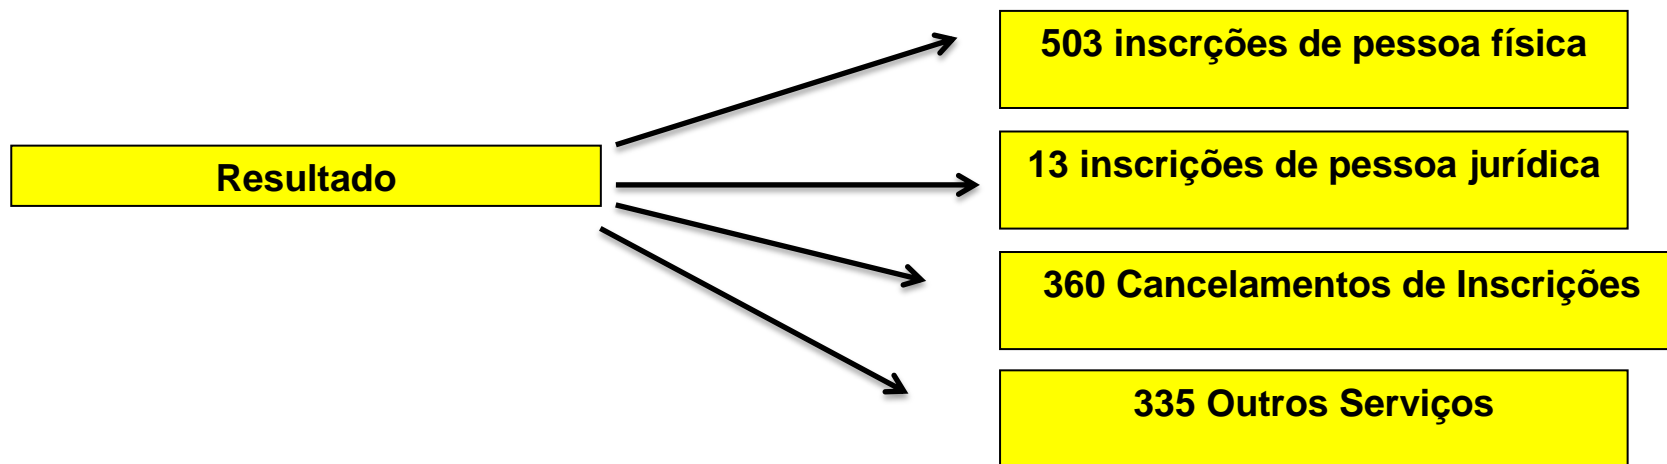 503 inscrções de pessoa física
Resultado
13 inscrições de pessoa jurídica
360 Cancelamentos de Inscrições
335 Outros Serviços